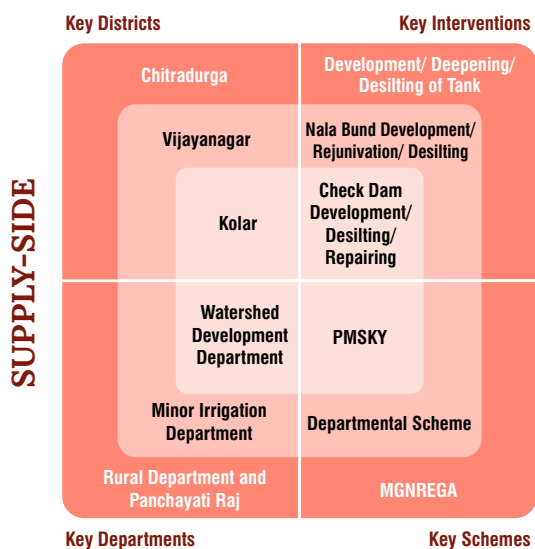 Key Districts
Key Interventions
SUPPLY-SIDE
Chitradurga
Development/ Deepening/
Desilting of Tank
Vijayanagar
Nala Bund Development/
Rejunivation/ Desilting
Kolar
Check Dam
Development/
Desilting/
Repairing
Watershed
Development
Department
PMSKY
Minor Irrigation
Department
Departmental Scheme
Rural Department and
Panchayati Raj
MGNREGA
Key Departments
Key Schemes